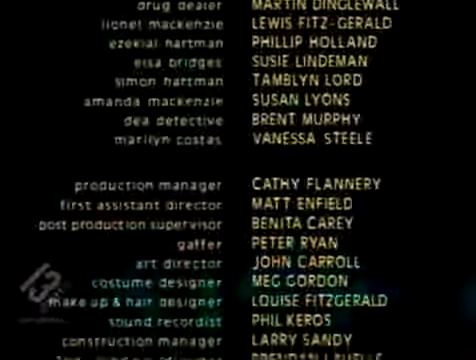 drug dealer MARTIN DINGLEWALL
lionel mackenzie LEWIS FITZ-GERALD
ezekial hartman PHILLIP HOLLAND
elsa bridges SUSIE LINDEMAN
simon hartman TAMBLYN LORD
amanda mackenzie SUSAN LYONS
dea detective BRENT MURPHY
marilyn costas VANESSA STEELE
production manager CATHY FLANNERY
first assistant director MATT ENFIELD
post production supervisor BENITA CAREY
gaffer PETER RYAN
art director JOHN CARROLL
costume designer MEG GORDON
make up & hair designer LOUISE FITZGERALD
sound recordist PHIL KEROS
construction manager LARRY SANDY
13